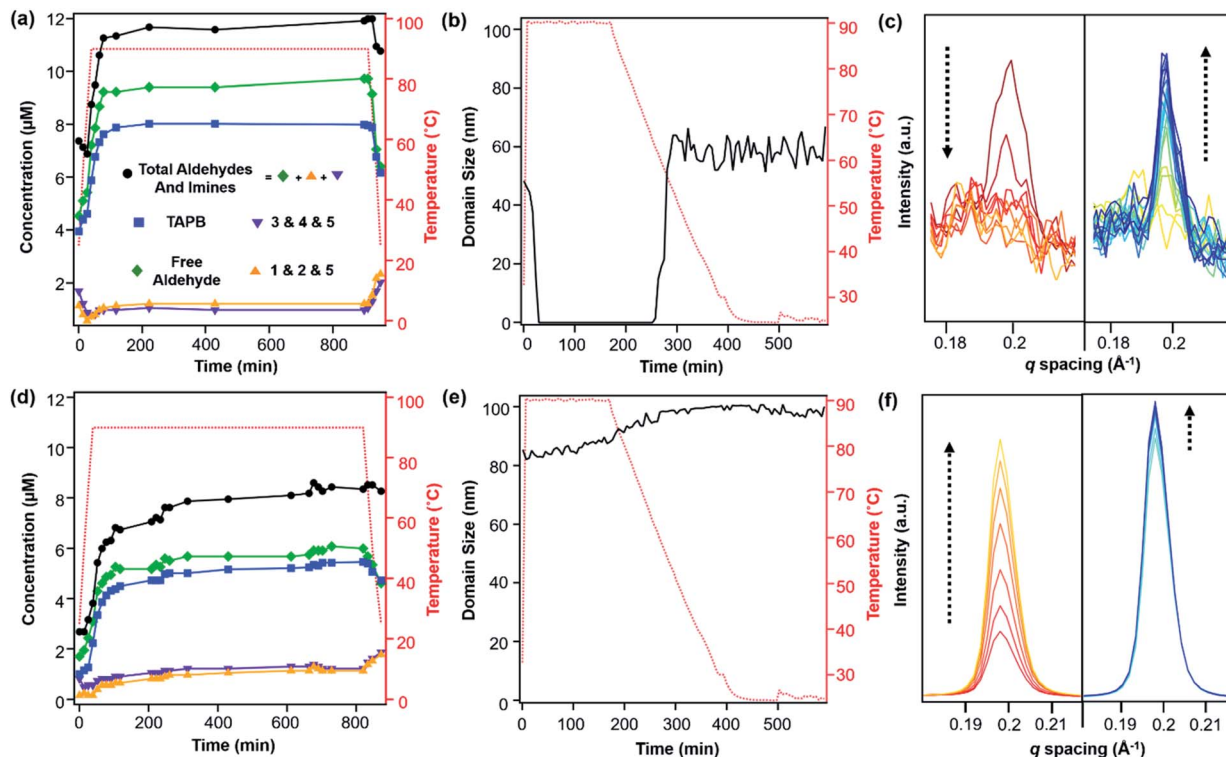 (a)
12
10
8
6
4
2
Concentration (µM)
0
200
400
600
800
Time (min)
100
80
60
40
20
0
Temperature (°C)
Total Aldehydes
And Imines
= + +
TAPB
3 & 4 & 5
Free
Aldehyde
1 & 2 & 5
(b)
100
80
60
40
20
0
Domain Size (nm)
0
100
200
300
400
500
Time (min)
90
80
70
60
50
40
30
Temperature (°C)
(c)
Intensity (a.u.)
0.18
0.2
0.18
0.2
q spacing (Å-1)
(d)
12
10
8
6
4
2
0
Concentration (µM)
0
200
400
600
800
Time (min)
100
80
60
40
20
0
Temperature (°C)
(e)
100
80
60
40
20
0
Domain Size (nm)
0
100
200
300
400
500
Time (min)
90
80
70
60
50
40
30
Temperature (°C)
(f)
Intensity (a.u.)
0.19
0.2
0.21
0.19
0.2
0.21
q spacing (Å-1)